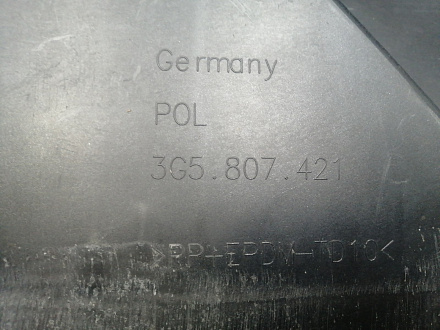 Germany
POL
3G5.807.421
>PP+EPDM-TD10<